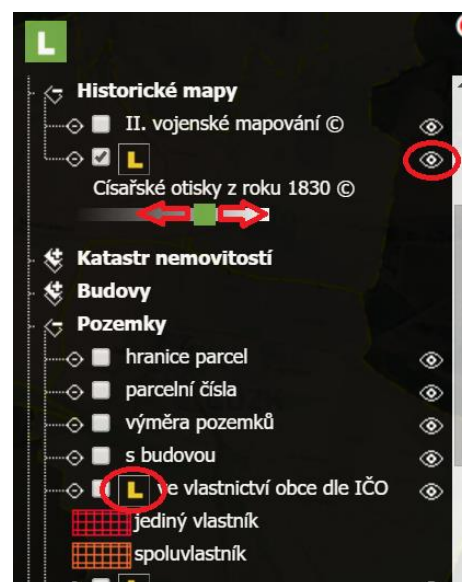 L
Historické mapy
II. vojenské mapování ©
L
Císařské otisky z roku 1830 ©
Katastr nemovitostí
Budovy
Pozemky
hranice parcel
parcelní čísla
výměra pozemků
s budovou
L ve vlastnictví obce dle IČO
jediný vlastník
spoluvlastník